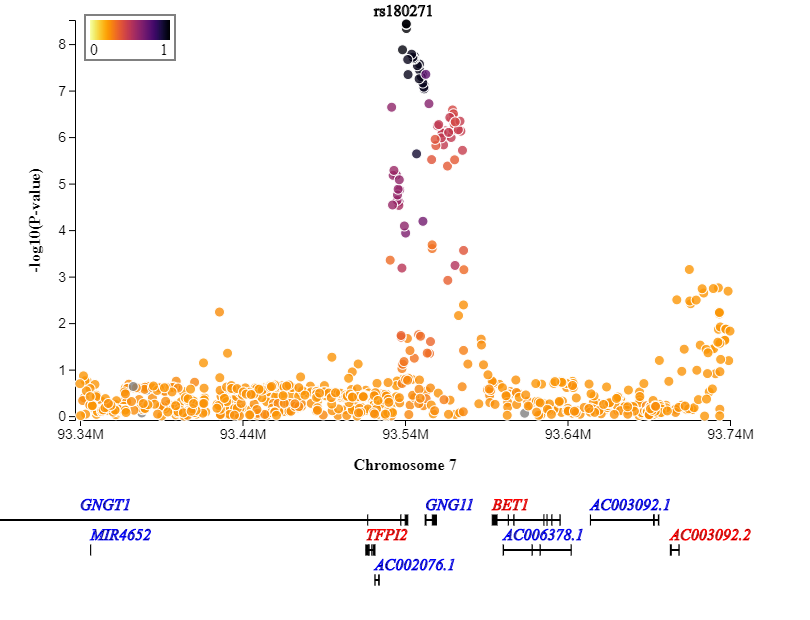 rs180271
0 1
8
7
6
5
4
3
2
1
0
-log10(P-value)
93.34M 93.44M 93.54M 93.64M 93.74M
Chromosome 7
GNGT1 GNG11 BET1 AC003092.1
MIR4652 TFPI2 AC006378.1 AC003092.2
AC002076.1